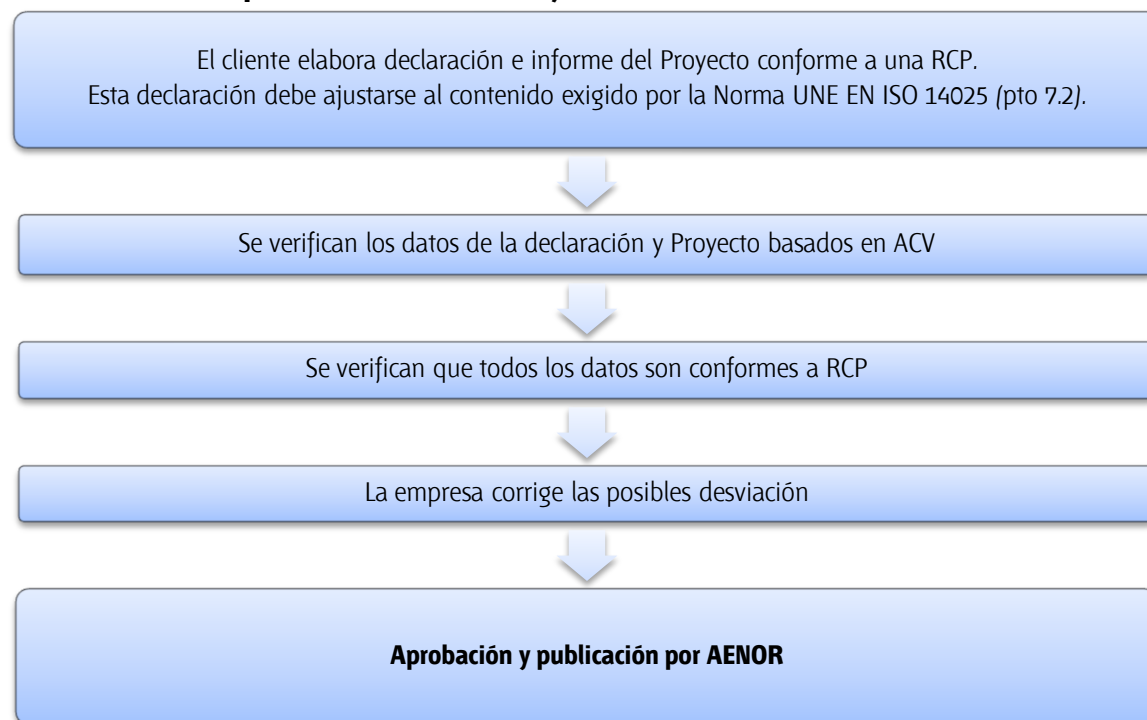 El cliente elabora declaración e informe del Proyecto conforme a una RCP.
Esta declaración debe ajustarse al contenido exigido por la Norma UNE EN ISO 14025 (pto 7.2).
Se verifican los datos de la declaración y Proyecto basados en ACV
Se verifican que todos los datos son conformes a RCP
La empresa corrige las posibles desviación
Aprobación y publicación por AENOR